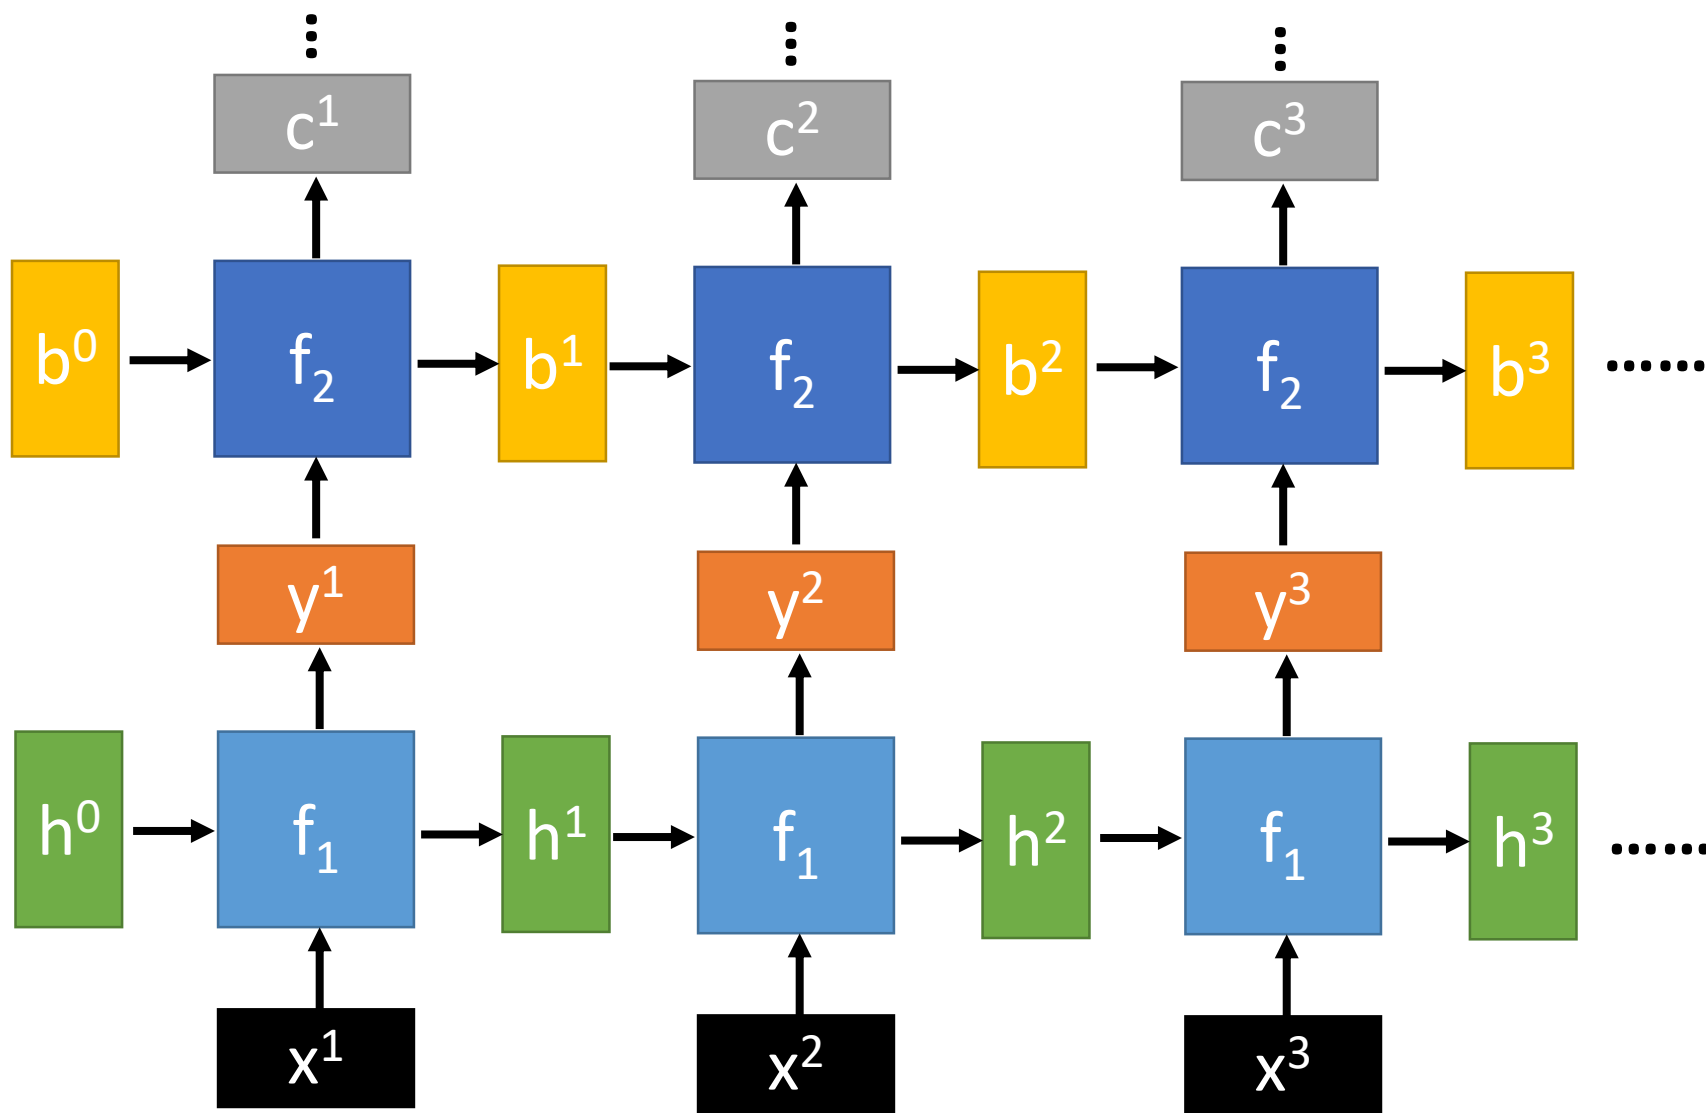 c¹ c² c³
b⁰ f₂ b¹ f₂ b² f₂ b³
y¹ y² y³
h⁰ f₁ h¹ f₁ h² f₁ h³
x¹ x² x³